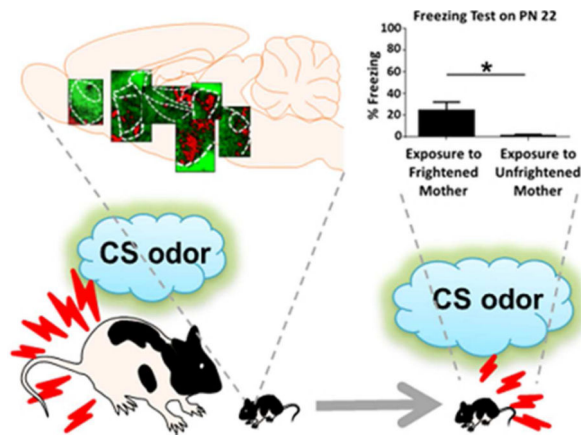 Freezing Test on PN 22
% Freezing
100
80
60
40
20
0
*
Exposure to Exposure to
Frightened Unfrightened
Mother Mother
CS odor
CS odor